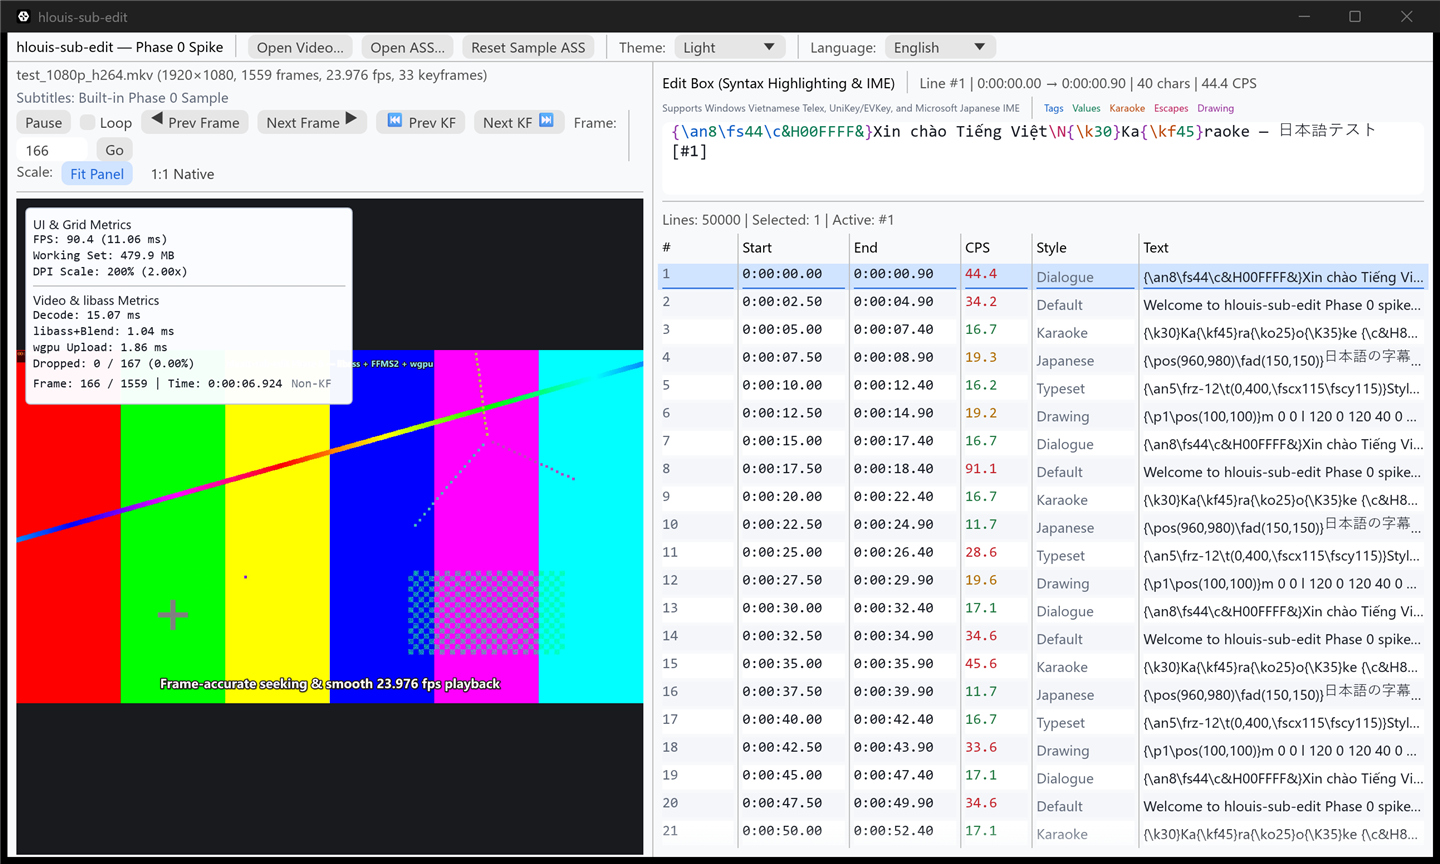 hlouis-sub-edit
hlouis-sub-edit — Phase 0 Spike Open Video... Open ASS... Reset Sample ASS Theme: Light Language: English
test_1080p_h264.mkv (1920×1080, 1559 frames, 23.976 fps, 33 keyframes)
Subtitles: Built-in Phase 0 Sample
Pause Loop Prev Frame Next Frame Prev KF Next KF Frame:
166 Go
Scale: Fit Panel 1:1 Native
UI & Grid Metrics
FPS: 90.4 (11.06 ms)
Working Set: 479.9 MB
DPI Scale: 200% (2.00x)
Video & libass Metrics
Decode: 15.07 ms
libass+Blend: 1.04 ms
wgpu Upload: 1.86 ms
Dropped: 0 / 167 (0.00%)
Frame: 166 / 1559 | Time: 0:00:06.924 Non-KF
+ FFMS2 + wgpu
Frame-accurate seeking & smooth 23.976 fps playback
Edit Box (Syntax Highlighting & IME) Line #1 | 0:00:00.00 → 0:00:00.90 | 40 chars | 44.4 CPS
Supports Windows Vietnamese Telex, UniKey/EVKey, and Microsoft Japanese IME Tags Values Karaoke Escapes Drawing
{\an8\fs44\c&H00FFFF&}Xin chào Tiếng Việt\N{\k30}Ka{\kf45}raoke — 日本語テスト
[#1]
Lines: 50000 | Selected: 1 | Active: #1
# Start End CPS Style Text
1 0:00:00.00 0:00:00.90 44.4 Dialogue {\an8\fs44\c&H00FFFF&}Xin chào Tiếng Vi...
2 0:00:02.50 0:00:04.90 34.2 Default Welcome to hlouis-sub-edit Phase 0 spike...
3 0:00:05.00 0:00:07.40 16.7 Karaoke {\k30}Ka{\kf45}ra{\ko25}o{\K35}ke {\c&H8...
4 0:00:07.50 0:00:08.90 19.3 Japanese {\pos(960,980)\fad(150,150)}日本語の字幕...
5 0:00:10.00 0:00:12.40 16.2 Typeset {\an5\frz-12\t(0,400,\fscx115\fscy115)}Styl...
6 0:00:12.50 0:00:14.90 19.2 Drawing {\p1\pos(100,100)}m 0 0 l 120 0 120 40 0 ...
7 0:00:15.00 0:00:17.40 16.7 Dialogue {\an8\fs44\c&H00FFFF&}Xin chào Tiếng Vi...
8 0:00:17.50 0:00:18.40 91.1 Default Welcome to hlouis-sub-edit Phase 0 spike...
9 0:00:20.00 0:00:22.40 16.7 Karaoke {\k30}Ka{\kf45}ra{\ko25}o{\K35}ke {\c&H8...
10 0:00:22.50 0:00:24.90 11.7 Japanese {\pos(960,980)\fad(150,150)}日本語の字幕...
11 0:00:25.00 0:00:26.40 28.6 Typeset {\an5\frz-12\t(0,400,\fscx115\fscy115)}Styl...
12 0:00:27.50 0:00:29.90 19.6 Drawing {\p1\pos(100,100)}m 0 0 l 120 0 120 40 0 ...
13 0:00:30.00 0:00:32.40 17.1 Dialogue {\an8\fs44\c&H00FFFF&}Xin chào Tiếng Vi...
14 0:00:32.50 0:00:34.90 34.6 Default Welcome to hlouis-sub-edit Phase 0 spike...
15 0:00:35.00 0:00:35.90 45.6 Karaoke {\k30}Ka{\kf45}ra{\ko25}o{\K35}ke {\c&H8...
16 0:00:37.50 0:00:39.90 11.7 Japanese {\pos(960,980)\fad(150,150)}日本語の字幕...
17 0:00:40.00 0:00:42.40 16.7 Typeset {\an5\frz-12\t(0,400,\fscx115\fscy115)}Styl...
18 0:00:42.50 0:00:43.90 33.6 Drawing {\p1\pos(100,100)}m 0 0 l 120 0 120 40 0 ...
19 0:00:45.00 0:00:47.40 17.1 Dialogue {\an8\fs44\c&H00FFFF&}Xin chào Tiếng Vi...
20 0:00:47.50 0:00:49.90 34.6 Default Welcome to hlouis-sub-edit Phase 0 spike...
21 0:00:50.00 0:00:52.40 17.1 Karaoke {\k30}Ka{\kf45}ra{\ko25}o{\K35}ke {\c&H8...